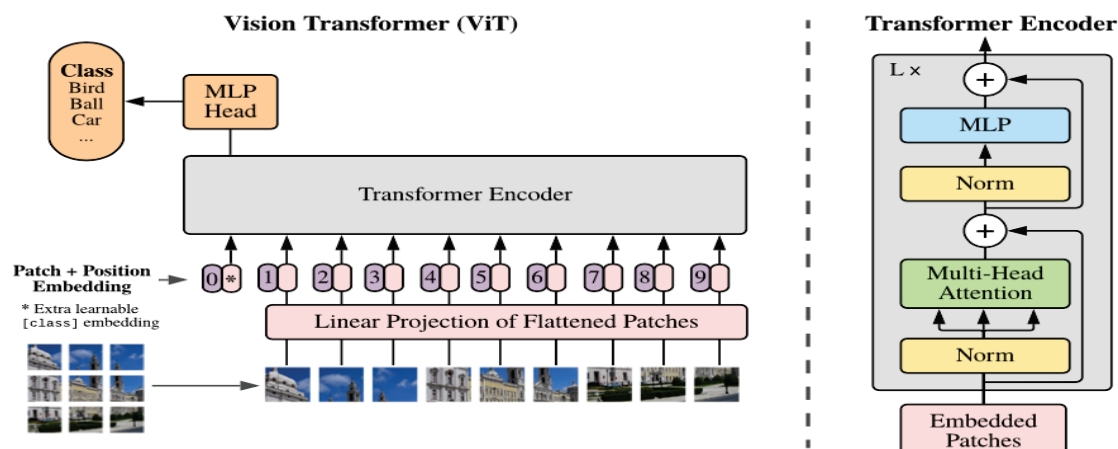 Vision Transformer (ViT)
Class
Bird
Ball
Car
...
MLP
Head
Transformer Encoder
Patch + Position
Embedding
0 * 1 2 3 4 5 6 7 8 9
* Extra learnable
[class] embedding
Linear Projection of Flattened Patches
Transformer Encoder
L ×
+
MLP
Norm
+
Multi-Head
Attention
Norm
Embedded
Patches